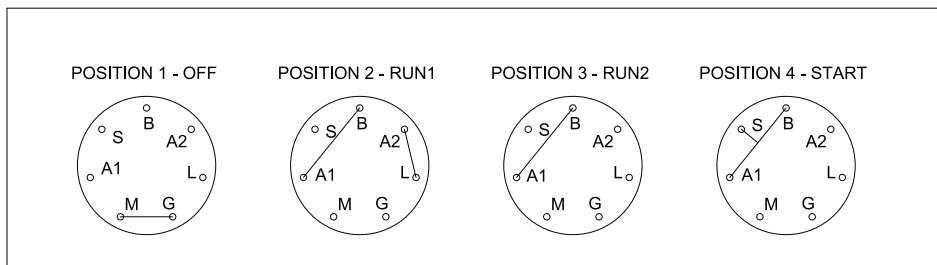 POSITION 1 - OFF
B
S
A2
A1
L
M G
POSITION 2 - RUN1
B
S
A2
A1
L
M G
POSITION 3 - RUN2
B
S
A2
A1
L
M G
POSITION 4 - START
B
S
A2
A1
L
M G